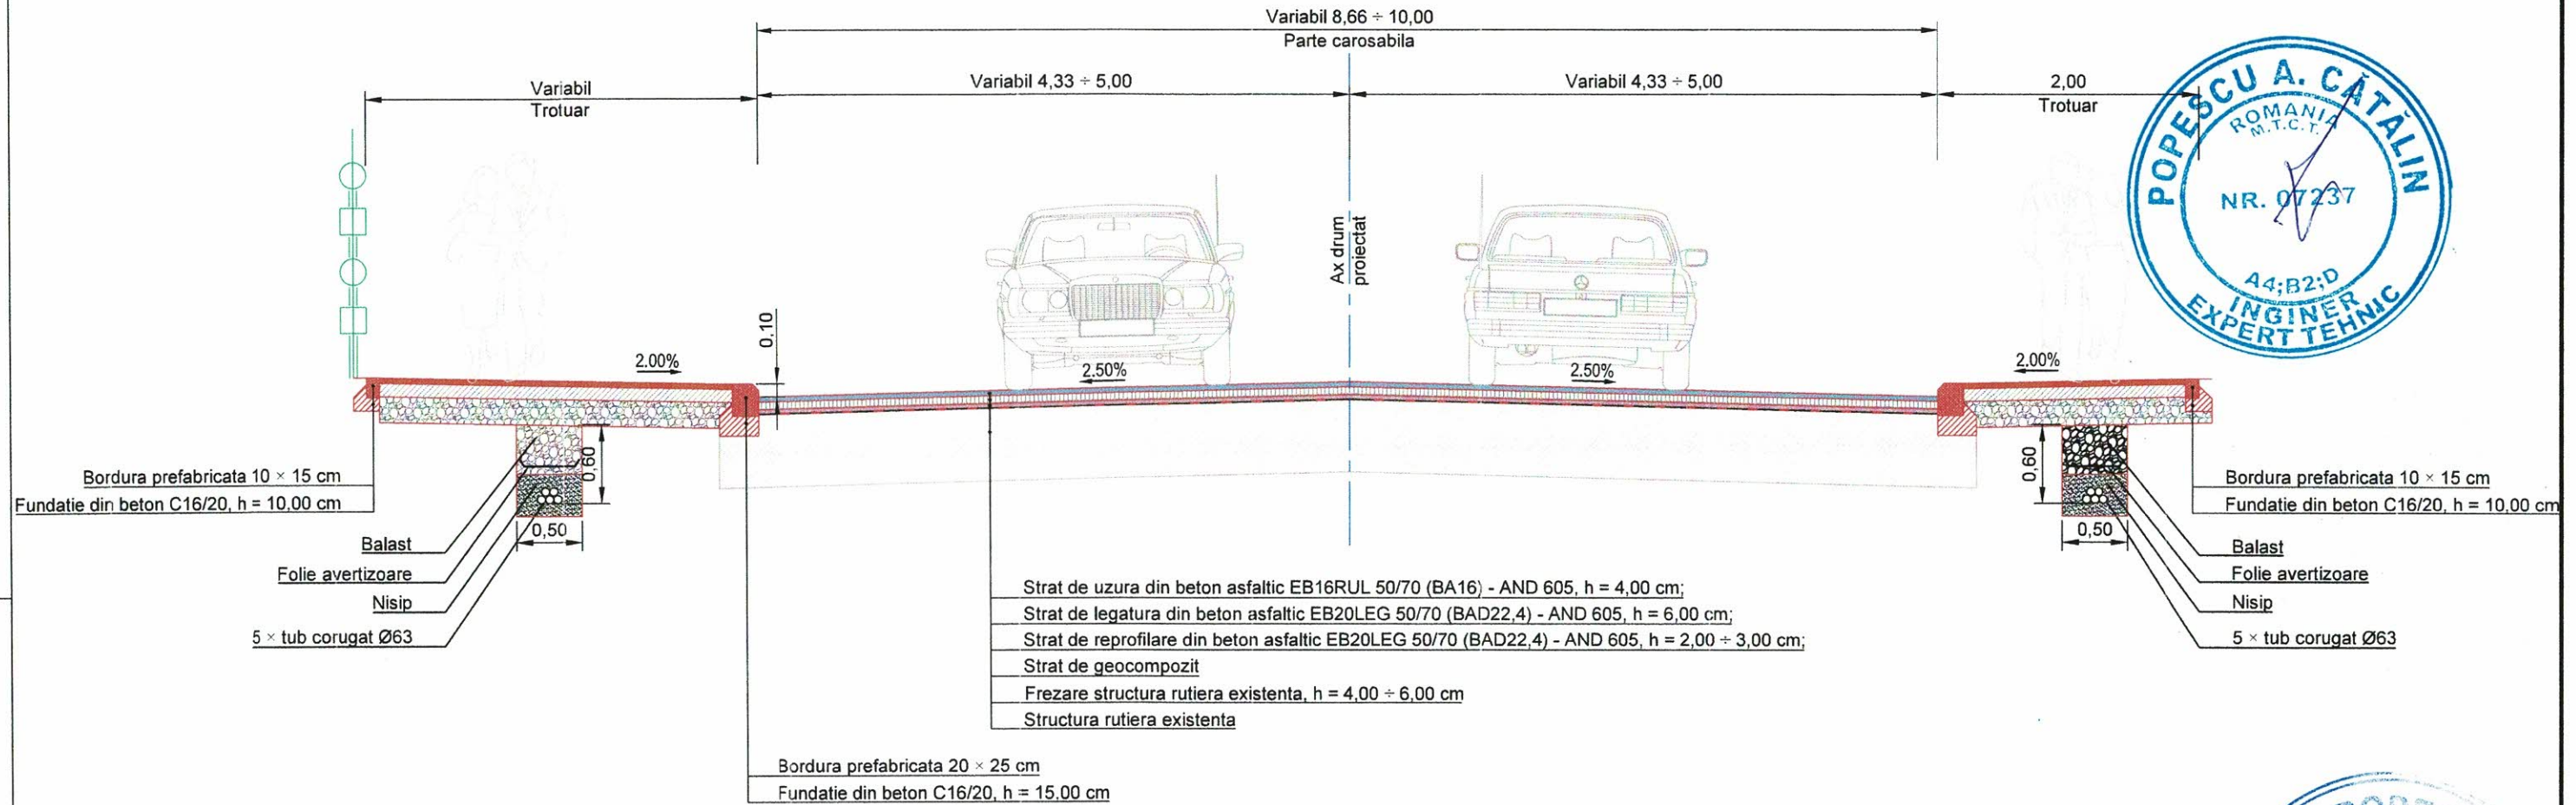 Variabil 8,66 ÷ 10,00
Parte carosabila
Variabil
Trotuar
Variabil 4,33 ÷ 5,00
Variabil 4,33 ÷ 5,00
2,00
Trotuar
POPESCU A. CĂTĂLIN
ROMANIA
M.T.C.T.
NR. 07237
A4;B2;D
INGINER
EXPERT TEHNIC
Ax drum
proiectat
0,10
2.00%
2.50%
2.50%
2.00%
0,60
0,60
Bordura prefabricata 10 × 15 cm
Fundatie din beton C16/20, h = 10,00 cm
Bordura prefabricata 10 × 15 cm
Fundatie din beton C16/20, h = 10,00 cm
0,50
0,50
Balast
Folie avertizoare
Nisip
5 × tub corugat Ø63
Balast
Folie avertizoare
Nisip
5 × tub corugat Ø63
Strat de uzura din beton asfaltic EB16RUL 50/70 (BA16) - AND 605, h = 4,00 cm;
Strat de legatura din beton asfaltic EB20LEG 50/70 (BAD22,4) - AND 605, h = 6,00 cm;
Strat de reprofilare din beton asfaltic EB20LEG 50/70 (BAD22,4) - AND 605, h = 2,00 ÷ 3,00 cm;
Strat de geocompozit
Frezare structura rutiera existenta, h = 4,00 ÷ 6,00 cm
Structura rutiera existenta
Bordura prefabricata 20 × 25 cm
Fundatie din beton C16/20, h = 15,00 cm